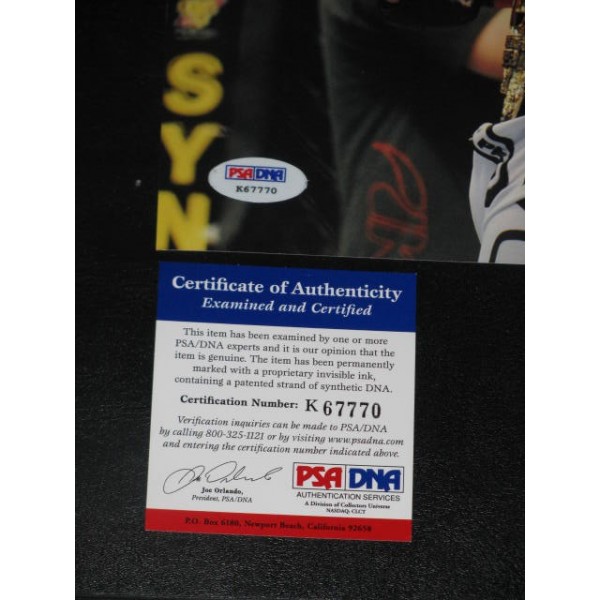 SYN
PSA DNA
K67770
Certificate of Authenticity
Examined and Certified
This item has been examined by one or more
PSA/DNA experts and it is our opinion that the
item is genuine. The item has been permanently
marked with a proprietary invisible ink,
containing a patented strand of synthetic DNA.
Certification Number: K67770
Verification inquiries can be made to PSA/DNA
by calling 800-325-1121 or by visiting www.psadna.com
and entering the certification number indicated above.
Joe Orlando,
President, PSA/DNA
PSA DNA
AUTHENTICATION SERVICES
A Division of Collectors Universe
NASDAQ: CLCT
P.O. Box 6180, Newport Beach, California 92658